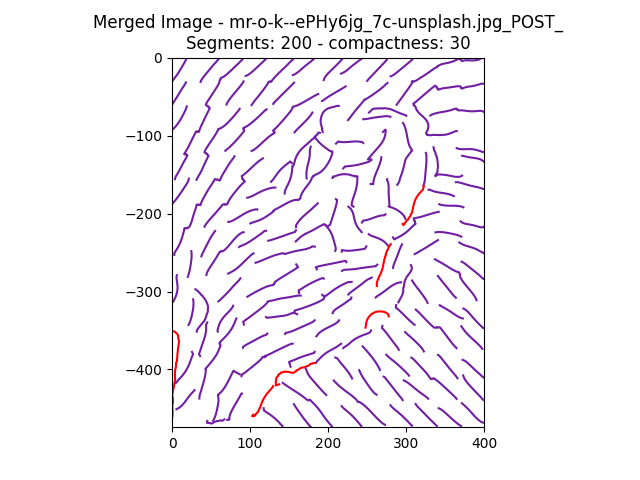 Merged Image - mr-o-k--ePHy6jg_7c-unsplash.jpg_POST_
Segments: 200 - compactness: 30
0
−100
−200
−300
−400
0 100 200 300 400